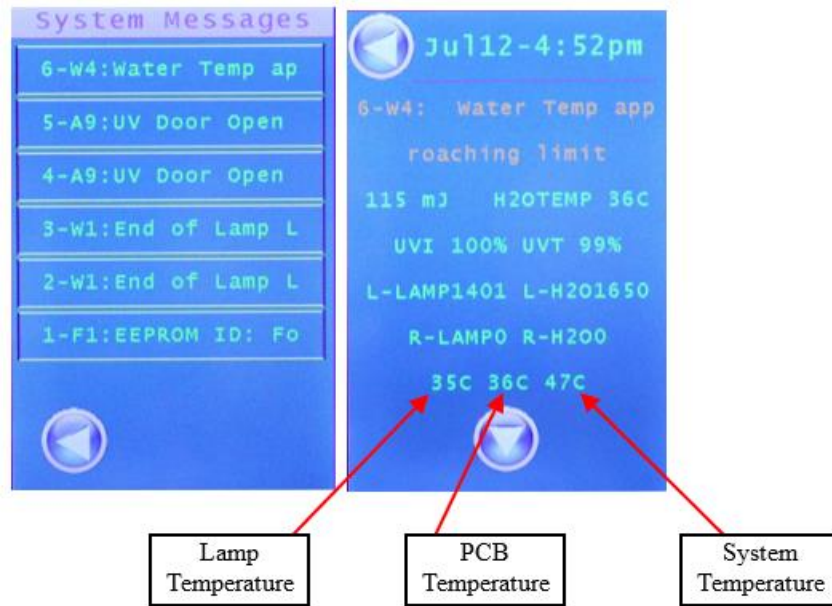 System Messages
6-W4:Water Temp ap
5-A9:UV Door Open
4-A9:UV Door Open
3-W1:End of Lamp L
2-W1:End of Lamp L
1-F1:EEPROM ID: Fo
Jul12-4:52pm
6-W4: Water Temp app
roaching limit
115 mJ H2OTEMP 36C
UVI 100% UVT 99%
L-LAMP1401 L-H2O1650
R-LAMP0 R-H2O0
35C 36C 47C
Lamp
Temperature
PCB
Temperature
System
Temperature